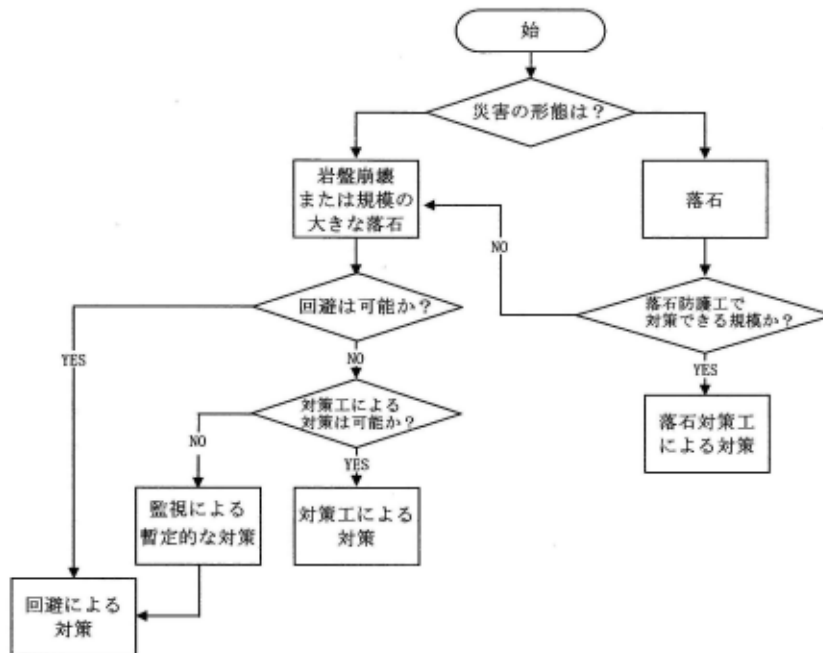 始
災害の形態は？
岩盤崩壊
または規模の
大きな落石
落石
NO
回避は可能か？
落石防護工で
対策できる規模か？
YES
NO
YES
対策工による
対策は可能か？
落石対策工
による対策
NO
YES
監視による
暫定的な対策
対策工による
対策
回避による
対策